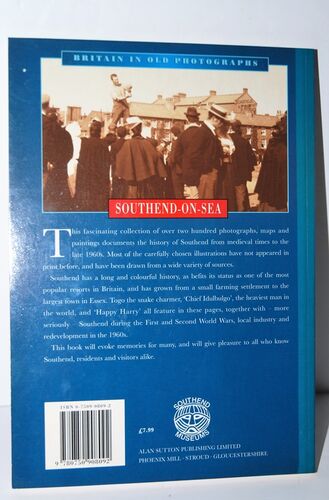 BRITAIN IN OLD PHOTOGRAPHS
SOUTHEND-ON-SEA
This fascinating collection of over two hundred photographs, maps and
paintings documents the history of Southend from medieval times to the
late 1960s. Most of the carefully chosen illustrations have not appeared in
print before, and have been drawn from a wide variety of sources.
Southend has a long and colourful history, as befits its status as one of the
most popular resorts in Britain, and has grown from a small farming settlement to the
largest town in Essex. Togo the snake charmer, 'Chief Idulbulgo', the heaviest man in
the world, and 'Happy Harry' all feature in these pages, together with - more
seriously - Southend during the First and Second World Wars, local industry and
redevelopment in the 1960s.
This book will evoke memories for many, and will give pleasure to all who know
Southend, residents and visitors alike.
ISBN 0-7509-0809-2
9 780750 908092
£7.99
SOUTHEND
MUSEUMS
ALAN SUTTON PUBLISHING LIMITED
PHOENIX MILL · STROUD · GLOUCESTERSHIRE